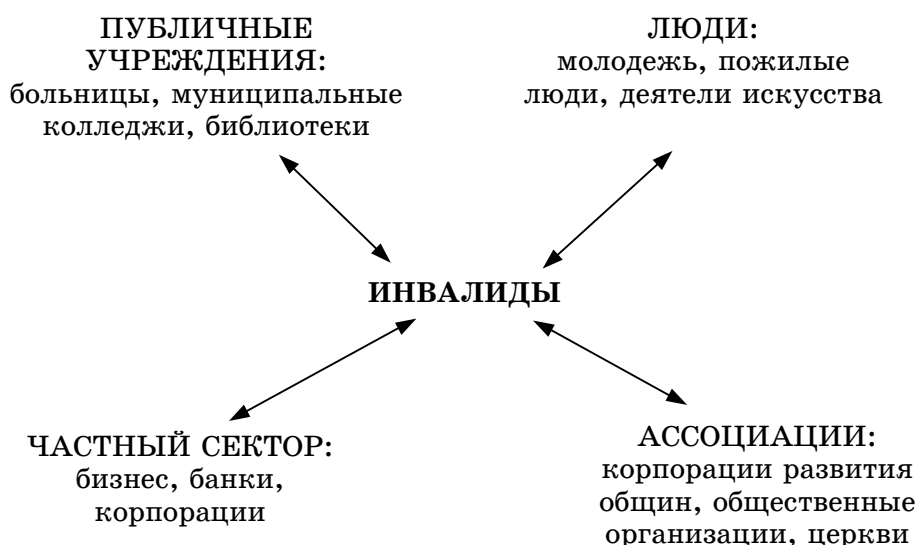 ПУБЛИЧНЫЕ
УЧРЕЖДЕНИЯ:
больницы, муниципальные
колледжи, библиотеки
ЛЮДИ:
молодежь, пожилые
люди, деятели искусства
ИНВАЛИДЫ
ЧАСТНЫЙ СЕКТОР:
бизнес, банки,
корпорации
АССОЦИАЦИИ:
корпорации развития
общин, общественные
организации, церкви